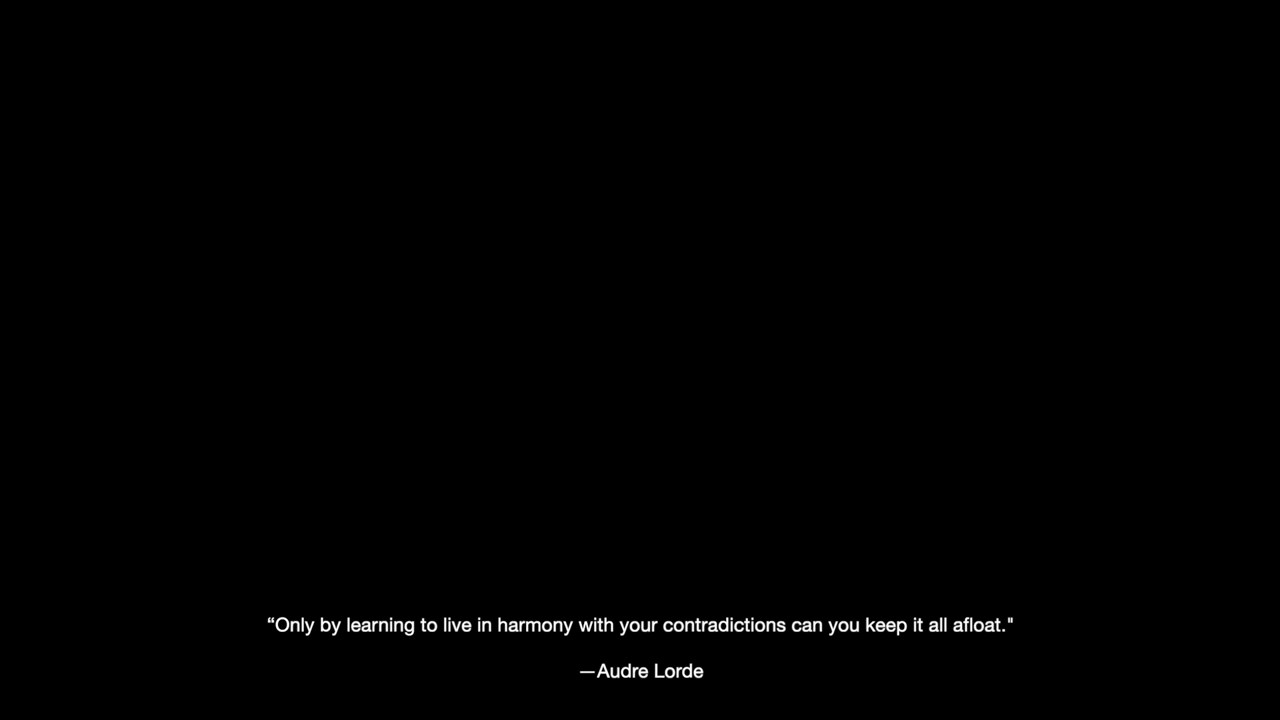 “Only by learning to live in harmony with your contradictions can you keep it all afloat."
—Audre Lorde